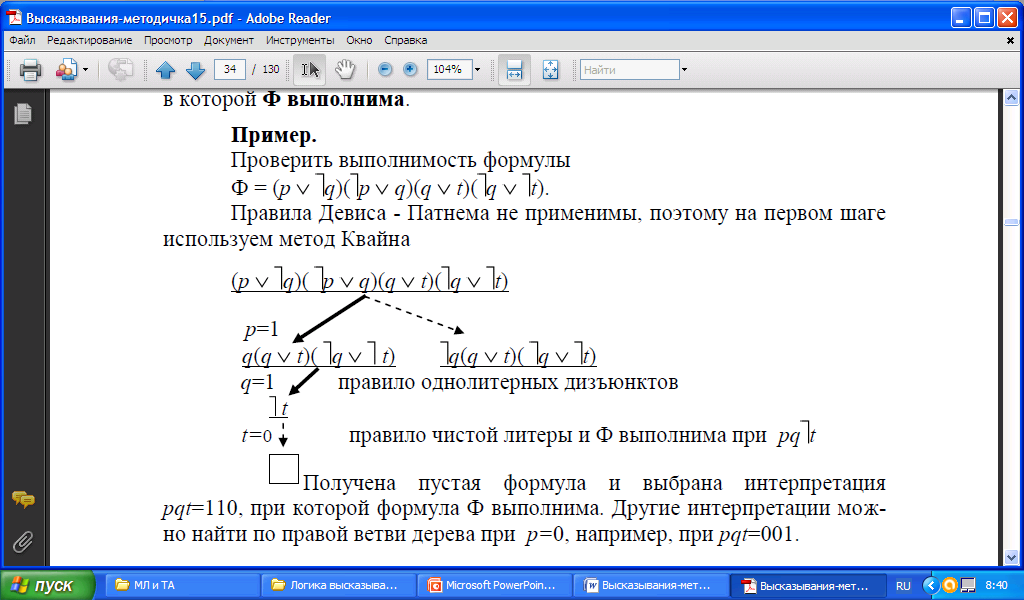 Высказывания-методичка15.pdf - Adobe Reader
Файл Редактирование Просмотр Документ Инструменты Окно Справка
34 / 130 104% Найти
в которой Ф выполнима.
Пример.
Проверить выполнимость формулы
Ф = (p ∨ ⏋q)(⏋p ∨ q)(q ∨ t)(⏋q ∨ ⏋t).
Правила Девиса - Патнема не применимы, поэтому на первом шаге
используем метод Квайна
(p ∨ ⏋q)(⏋p ∨ q)(q ∨ t)(⏋q ∨ ⏋t)
p=1
q(q ∨ t)(⏋q ∨ ⏋ t) ⏋q(q ∨ t)(⏋q ∨ ⏋t)
q=1 правило однолитерных дизъюнктов
⏋t
t=0 правило чистой литеры и Ф выполнима при pq⏋t
Получена пустая формула и выбрана интерпретация
pqt=110, при которой формула Ф выполнима. Другие интерпретации мож-
но найти по правой ветви дерева при p=0, например, при pqt=001.
пуск МЛ и ТА Логика высказыва... Microsoft PowerPoin... Высказывания-мет... Высказывания-мет... RU 8:40